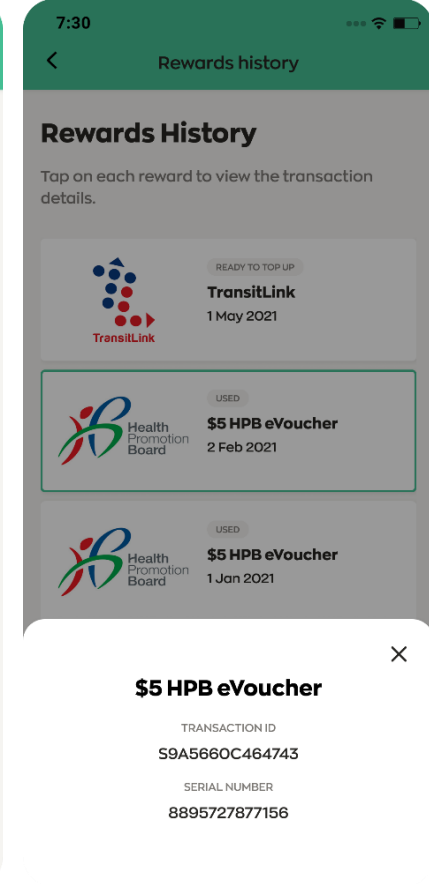 7:30
Rewards history
Rewards History
Tap on each reward to view the transaction
details.
READY TO TOP UP
TransitLink
1 May 2021
TransitLink
USED
$5 HPB eVoucher
2 Feb 2021
Health
Promotion
Board
USED
$5 HPB eVoucher
1 Jan 2021
Health
Promotion
Board
$5 HPB eVoucher
TRANSACTION ID
S9A5660C464743
SERIAL NUMBER
8895727877156